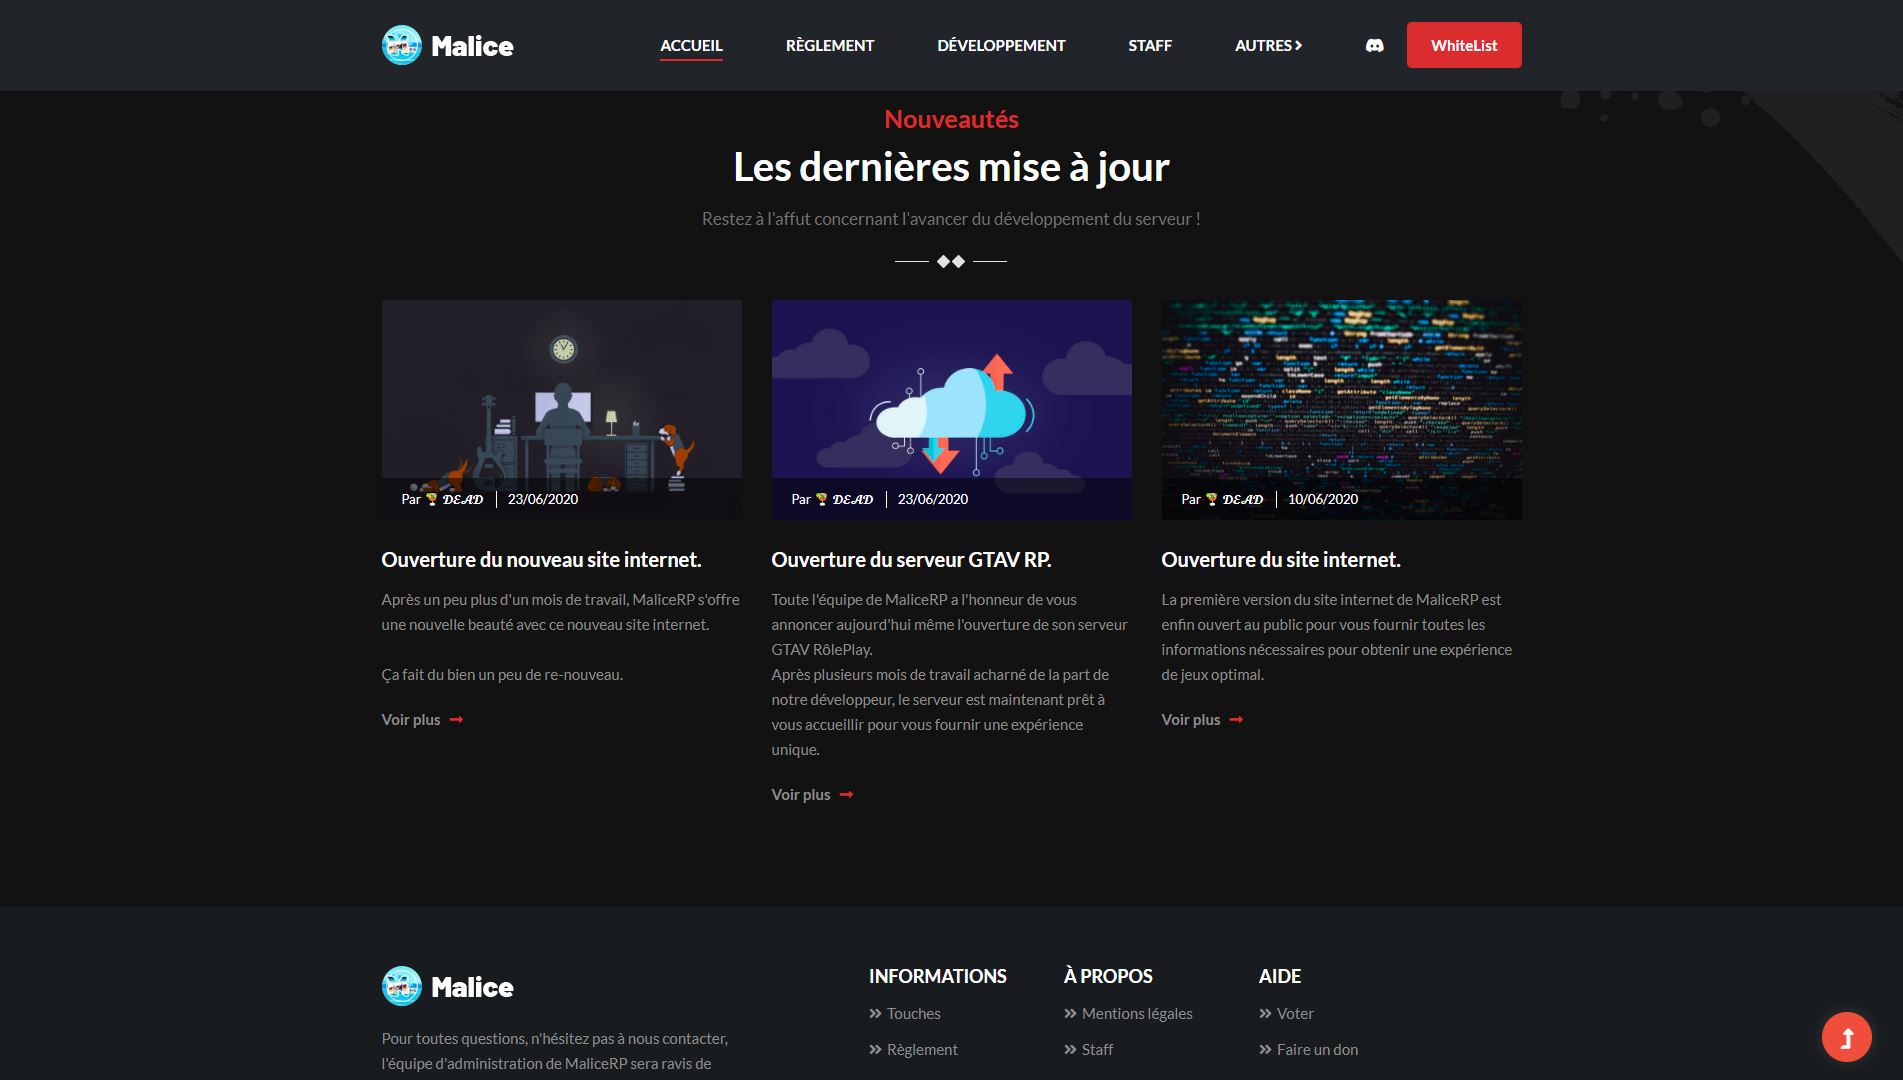 Malice
ACCUEIL
RÈGLEMENT
DÉVELOPPEMENT
STAFF
AUTRES
WhiteList
Nouveautés
Les dernières mise à jour
Restez à l'affut concernant l'avancer du développement du serveur !
Par 🍹 𝓓𝓔𝓐𝓓 | 23/06/2020
Ouverture du nouveau site internet.
Après un peu plus d'un mois de travail, MaliceRP s'offre
une nouvelle beauté avec ce nouveau site internet.
Ça fait du bien un peu de re-nouveau.
Voir plus
Par 🍹 𝓓𝓔𝓐𝓓 | 23/06/2020
Ouverture du serveur GTAV RP.
Toute l'équipe de MaliceRP a l'honneur de vous
annoncer aujourd'hui même l'ouverture de son serveur
GTAV RôlePlay.
Après plusieurs mois de travail acharné de la part de
notre développeur, le serveur est maintenant prêt à
vous accueillir pour vous fournir une expérience
unique.
Voir plus
Par 🍹 𝓓𝓔𝓐𝓓 | 10/06/2020
Ouverture du site internet.
La première version du site internet de MaliceRP est
enfin ouvert au public pour vous fournir toutes les
informations nécessaires pour obtenir une expérience
de jeux optimal.
Voir plus
Malice
Pour toutes questions, n'hésitez pas à nous contacter,
l'équipe d'administration de MaliceRP sera ravis de
INFORMATIONS
Touches
Règlement
À PROPOS
Mentions légales
Staff
AIDE
Voter
Faire un don